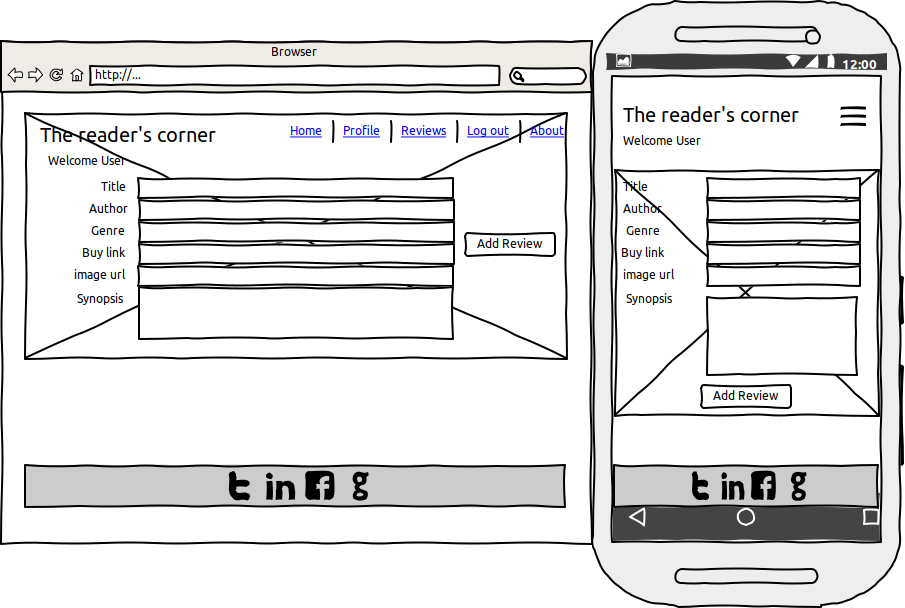 Browser
http://...
The reader's corner
Home Profile Reviews Log out About
Welcome User
Title
Author
Genre
Buy link
image url
Synopsis
Add Review
t in f g
12:00
The reader's corner
Welcome User
Title
Author
Genre
Buy link
image url
Synopsis
Add Review
t in f g